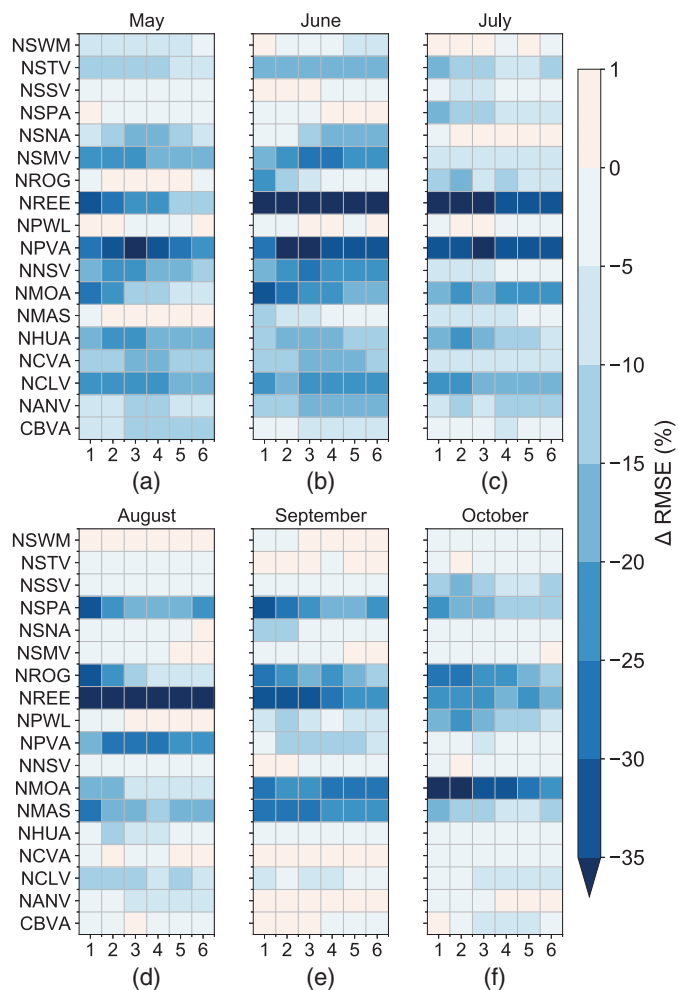 May June July
NSWM
NSTV
NSSV
NSPA
NSNA
NSMV
NROG
NREE
NPWL
NPVA
NNSV
NMOA
NMAS
NHUA
NCVA
NCLV
NANV
CBVA
1 2 3 4 5 6 1 2 3 4 5 6 1 2 3 4 5 6
(a) (b) (c)
August September October
NSWM
NSTV
NSSV
NSPA
NSNA
NSMV
NROG
NREE
NPWL
NPVA
NNSV
NMOA
NMAS
NHUA
NCVA
NCLV
NANV
CBVA
1 2 3 4 5 6 1 2 3 4 5 6 1 2 3 4 5 6
(d) (e) (f)
1
0
−5
−10
−15
−20
−25
−30
−35
Δ RMSE (%)